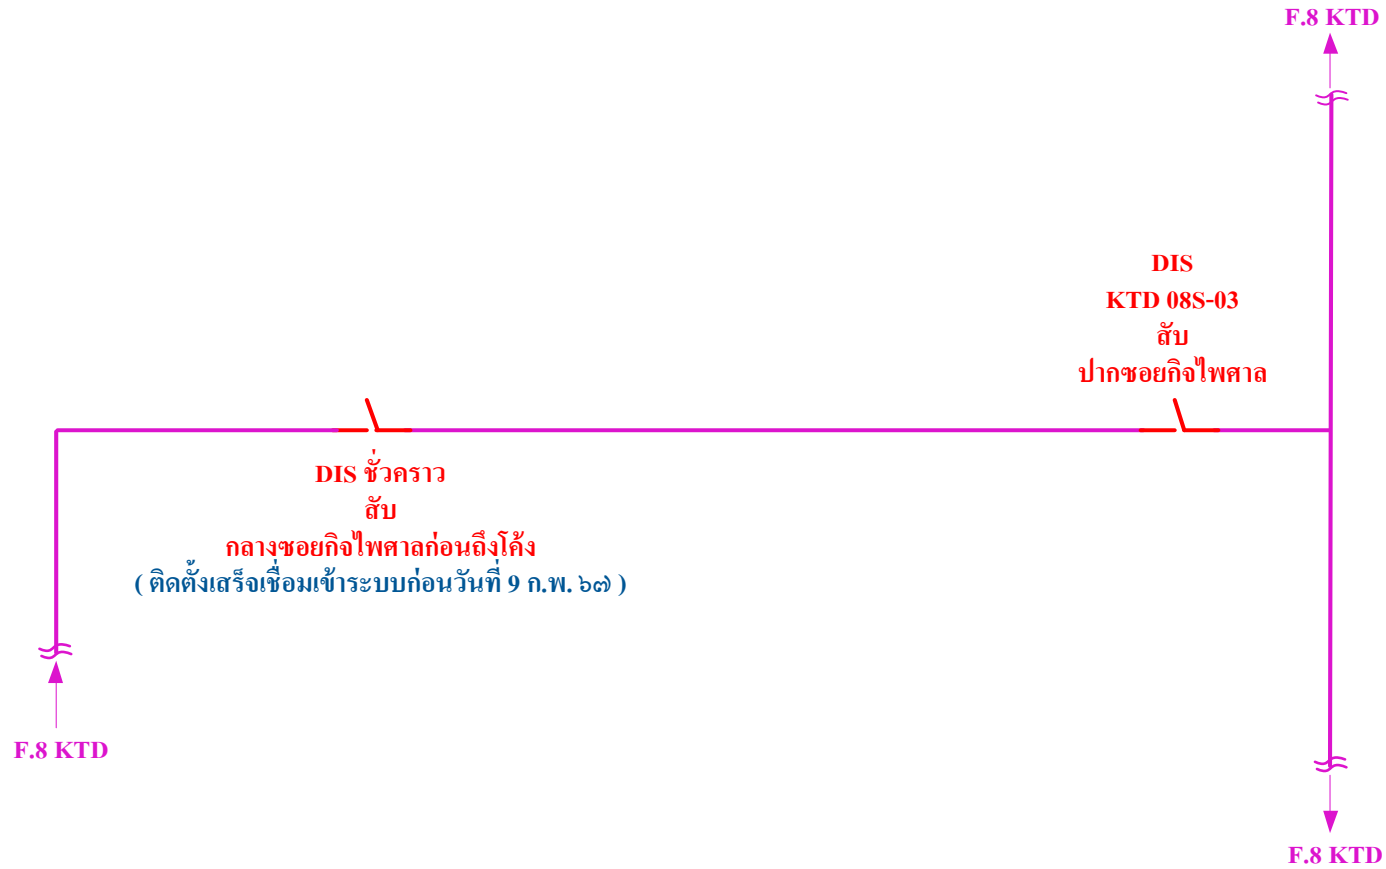 F.8 KTD
DIS
KTD 08S-03
สับ
ปากซอยกิจไพศาล
DIS ชั่วคราว
สับ
กลางซอยกิจไพศาลก่อนถึงโค้ง
( ติดตั้งเสร็จเชื่อมเข้าระบบก่อนวันที่ 9 ก.พ. ๖๗ )
F.8 KTD
F.8 KTD